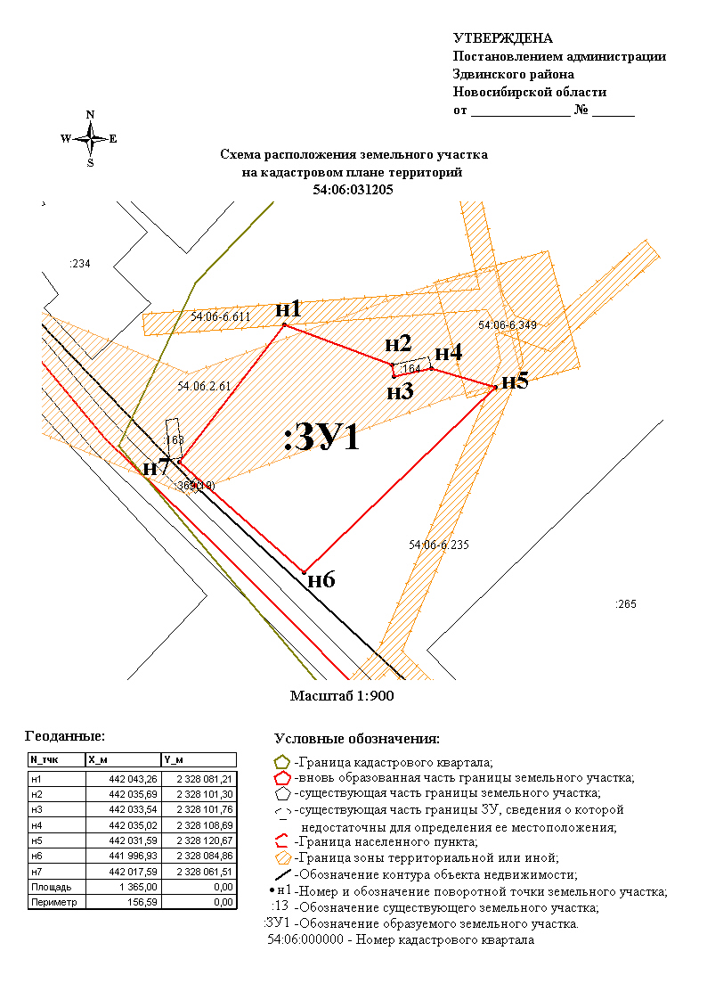 УТВЕРЖДЕНА
Постановлением администрации
Здвинского района
Новосибирской области
от ______________ № ______
N
W E
S
Схема расположения земельного участка
на кадастровом плане территорий
54:06:031205
:234
54:06-6.611
н1
54:06-6.349
н2
н4
:164
н3
н5
54.06.2.61
:ЗУ1
:163
н7
:369(19)
54:06-6.235
н6
:265
Масштаб 1:900
Геоданные:
N_тчк X_м Y_м
н1 442 043,26 2 328 081,21
н2 442 035,69 2 328 101,30
н3 442 033,54 2 328 101,76
н4 442 035,02 2 328 108,69
н5 442 031,59 2 328 120,67
н6 441 996,93 2 328 084,86
н7 442 017,59 2 328 061,51
Площадь 1 365,00 0,00
Периметр 156,59 0,00
Условные обозначения:
-Граница кадастрового квартала;
-вновь образованная часть границы земельного участка;
-существующая часть границы земельного участка;
-существующая часть границы ЗУ, сведения о которой
недостаточны для определения ее местоположения;
-Граница населенного пункта;
-Граница зоны территориальной или иной;
-Обозначение контура объекта недвижимости;
н1 -Номер и обозначение поворотной точки земельного участка;
:13 -Обозначение существующего земельного участка;
:ЗУ1 -Обозначение образуемого земельного участка.
54:06:000000 - Номер кадастрового квартала